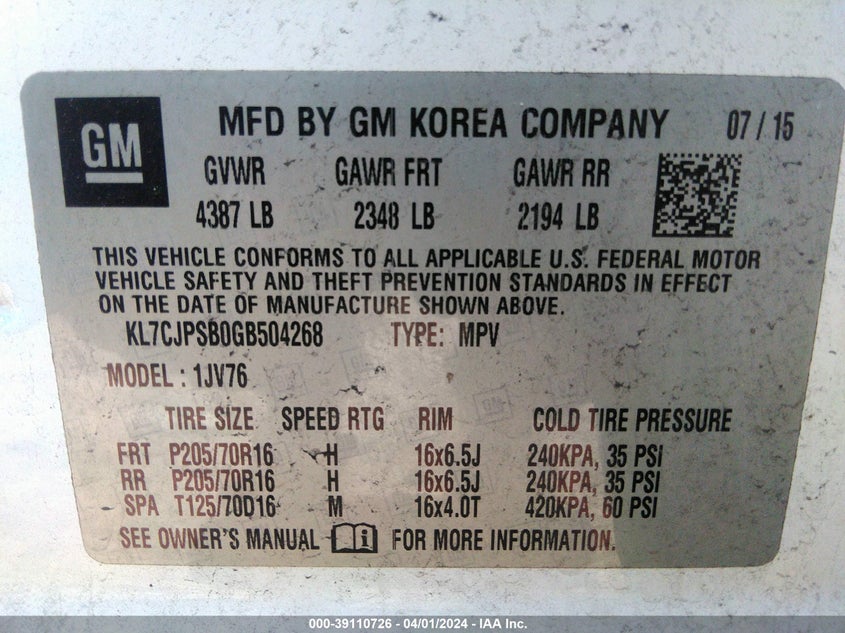 GM
MFD BY GM KOREA COMPANY 07 / 15
GVWR GAWR FRT GAWR RR
4387 LB 2348 LB 2194 LB
THIS VEHICLE CONFORMS TO ALL APPLICABLE U.S. FEDERAL MOTOR
VEHICLE SAFETY AND THEFT PREVENTION STANDARDS IN EFFECT
ON THE DATE OF MANUFACTURE SHOWN ABOVE.
KL7CJPSB0GB504268 TYPE: MPV
MODEL : 1JV76
TIRE SIZE SPEED RTG RIM COLD TIRE PRESSURE
FRT P205/70R16 H 16x6.5J 240KPA, 35 PSI
RR P205/70R16 H 16x6.5J 240KPA, 35 PSI
SPA T125/70D16 M 16x4.0T 420KPA, 60 PSI
SEE OWNER'S MANUAL FOR MORE INFORMATION.
000-39110726 - 04/01/2024 - IAA Inc.